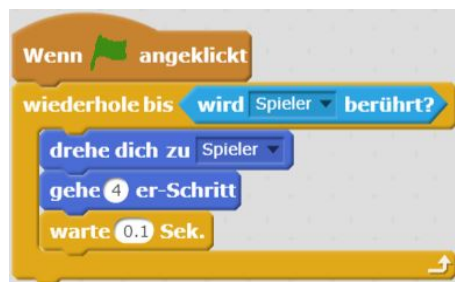 Wenn angeklickt
wiederhole bis wird Spieler berührt?
drehe dich zu Spieler
gehe 4 er-Schritt
warte 0.1 Sek.